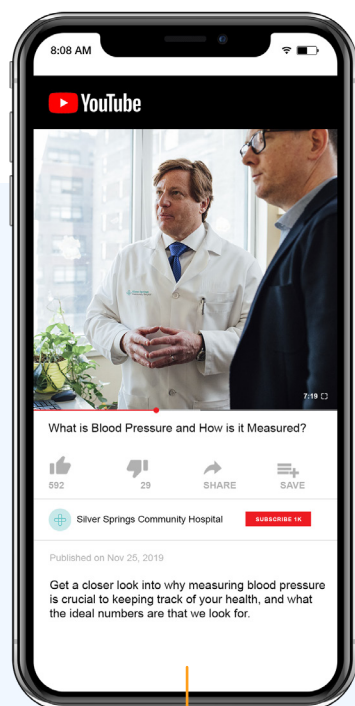 8:08 AM
YouTube
7:19
What is Blood Pressure and How is it Measured?
592
29
SHARE
SAVE
Silver Springs Community Hospital
SUBSCRIBE 1K
Published on Nov 25, 2019
Get a closer look into why measuring blood pressure
is crucial to keeping track of your health, and what
the ideal numbers are that we look for.